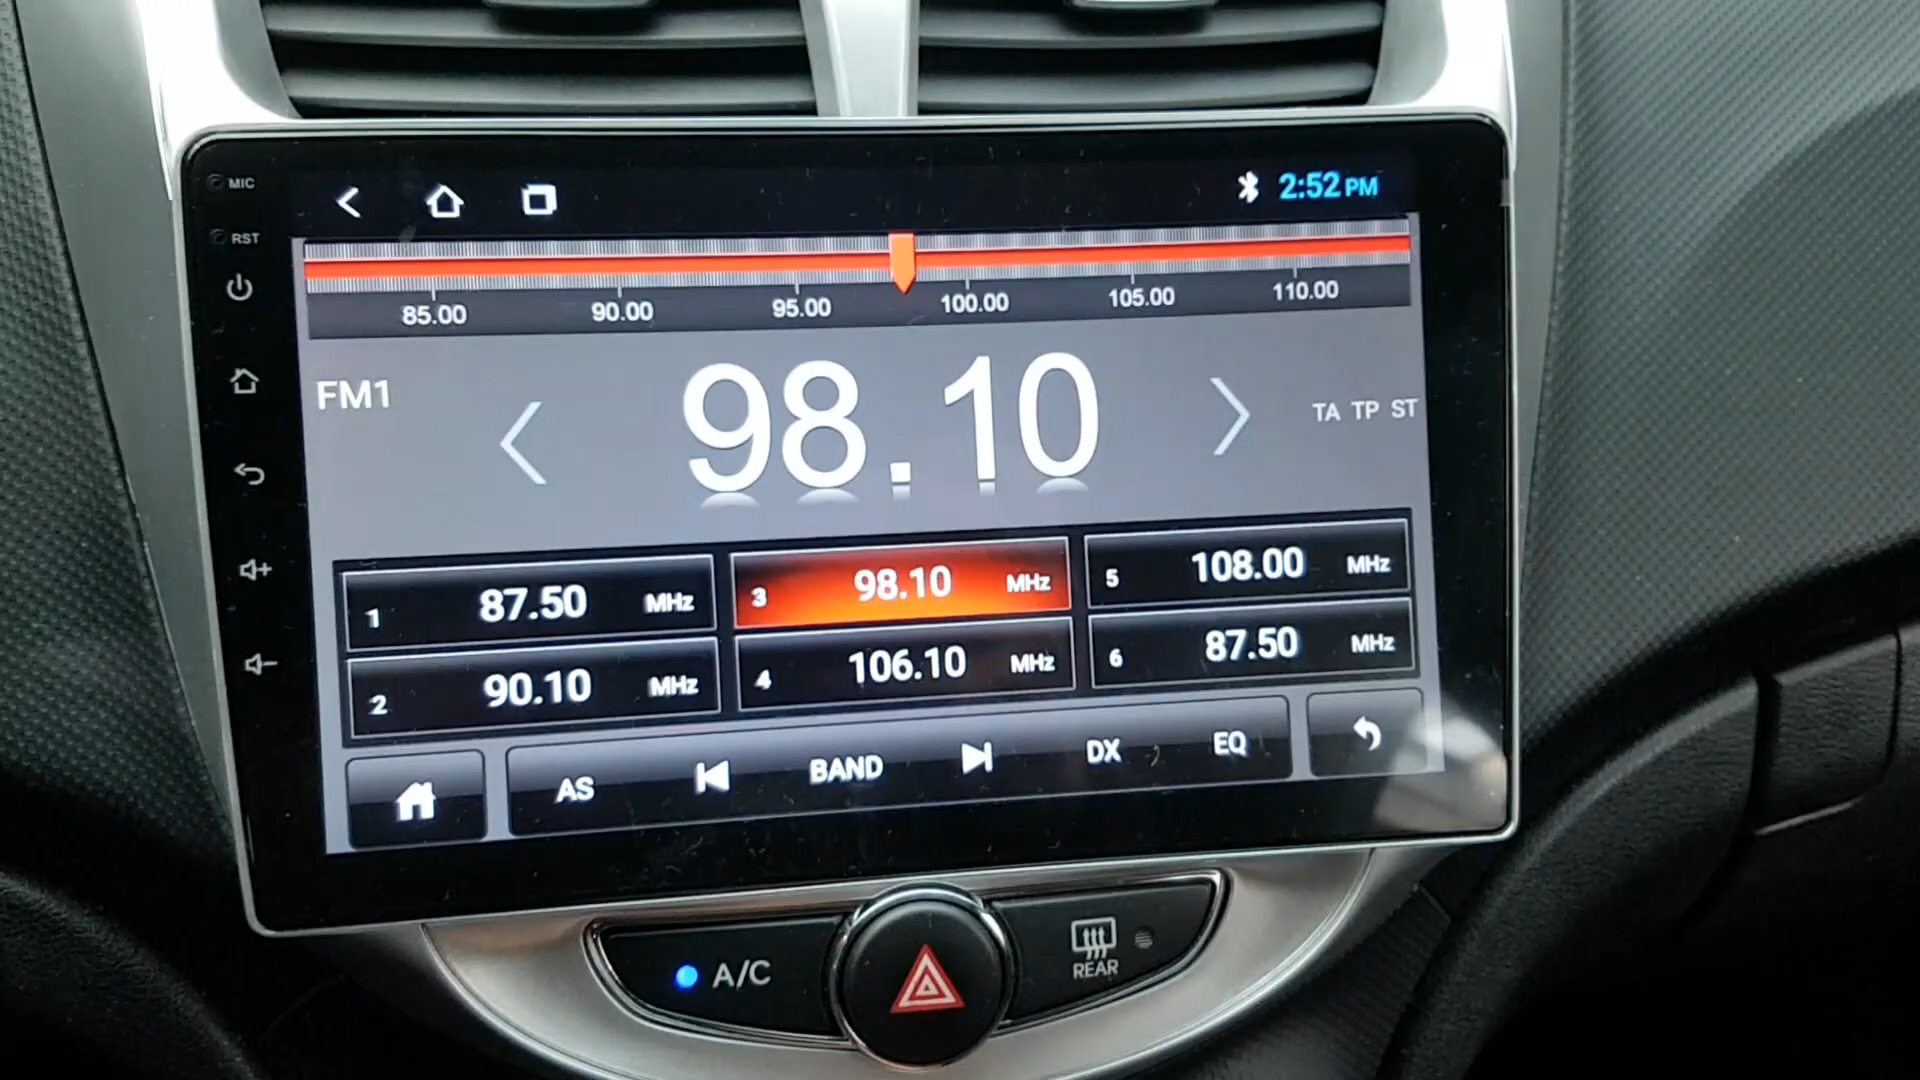 MIC
2:52 PM
RST
85.00 90.00 95.00 100.00 105.00 110.00
FM1 98.10 TA TP ST
1 87.50 MHz 3 98.10 MHz 5 108.00 MHz
2 90.10 MHz 4 106.10 MHz 6 87.50 MHz
AS BAND DX EQ
A/C REAR